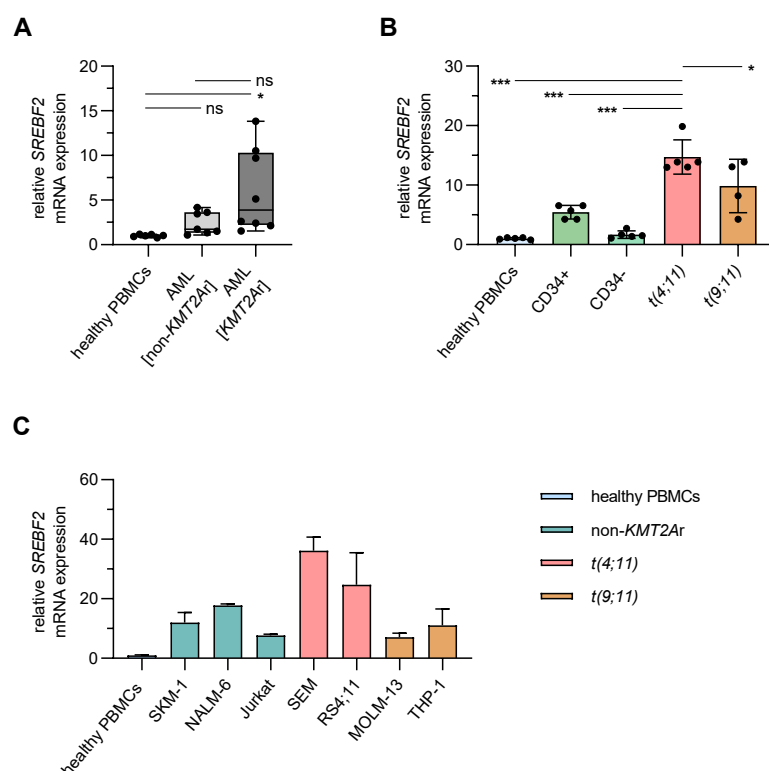 A
relative SREBF2
mRNA expression
20
15
10
5
0
ns
*
ns
healthy PBMCs
AML
[non-KMT2Ar]
AML
[KMT2Ar]
B
relative SREBF2
mRNA expression
30
20
10
0
***
***
***
*
healthy PBMCs
CD34+
CD34-
t(4;11)
t(9;11)
C
relative SREBF2
mRNA expression
60
40
20
0
healthy PBMCs
SKM-1
NALM-6
Jurkat
SEM
RS4;11
MOLM-13
THP-1
healthy PBMCs
non-KMT2Ar
t(4;11)
t(9;11)